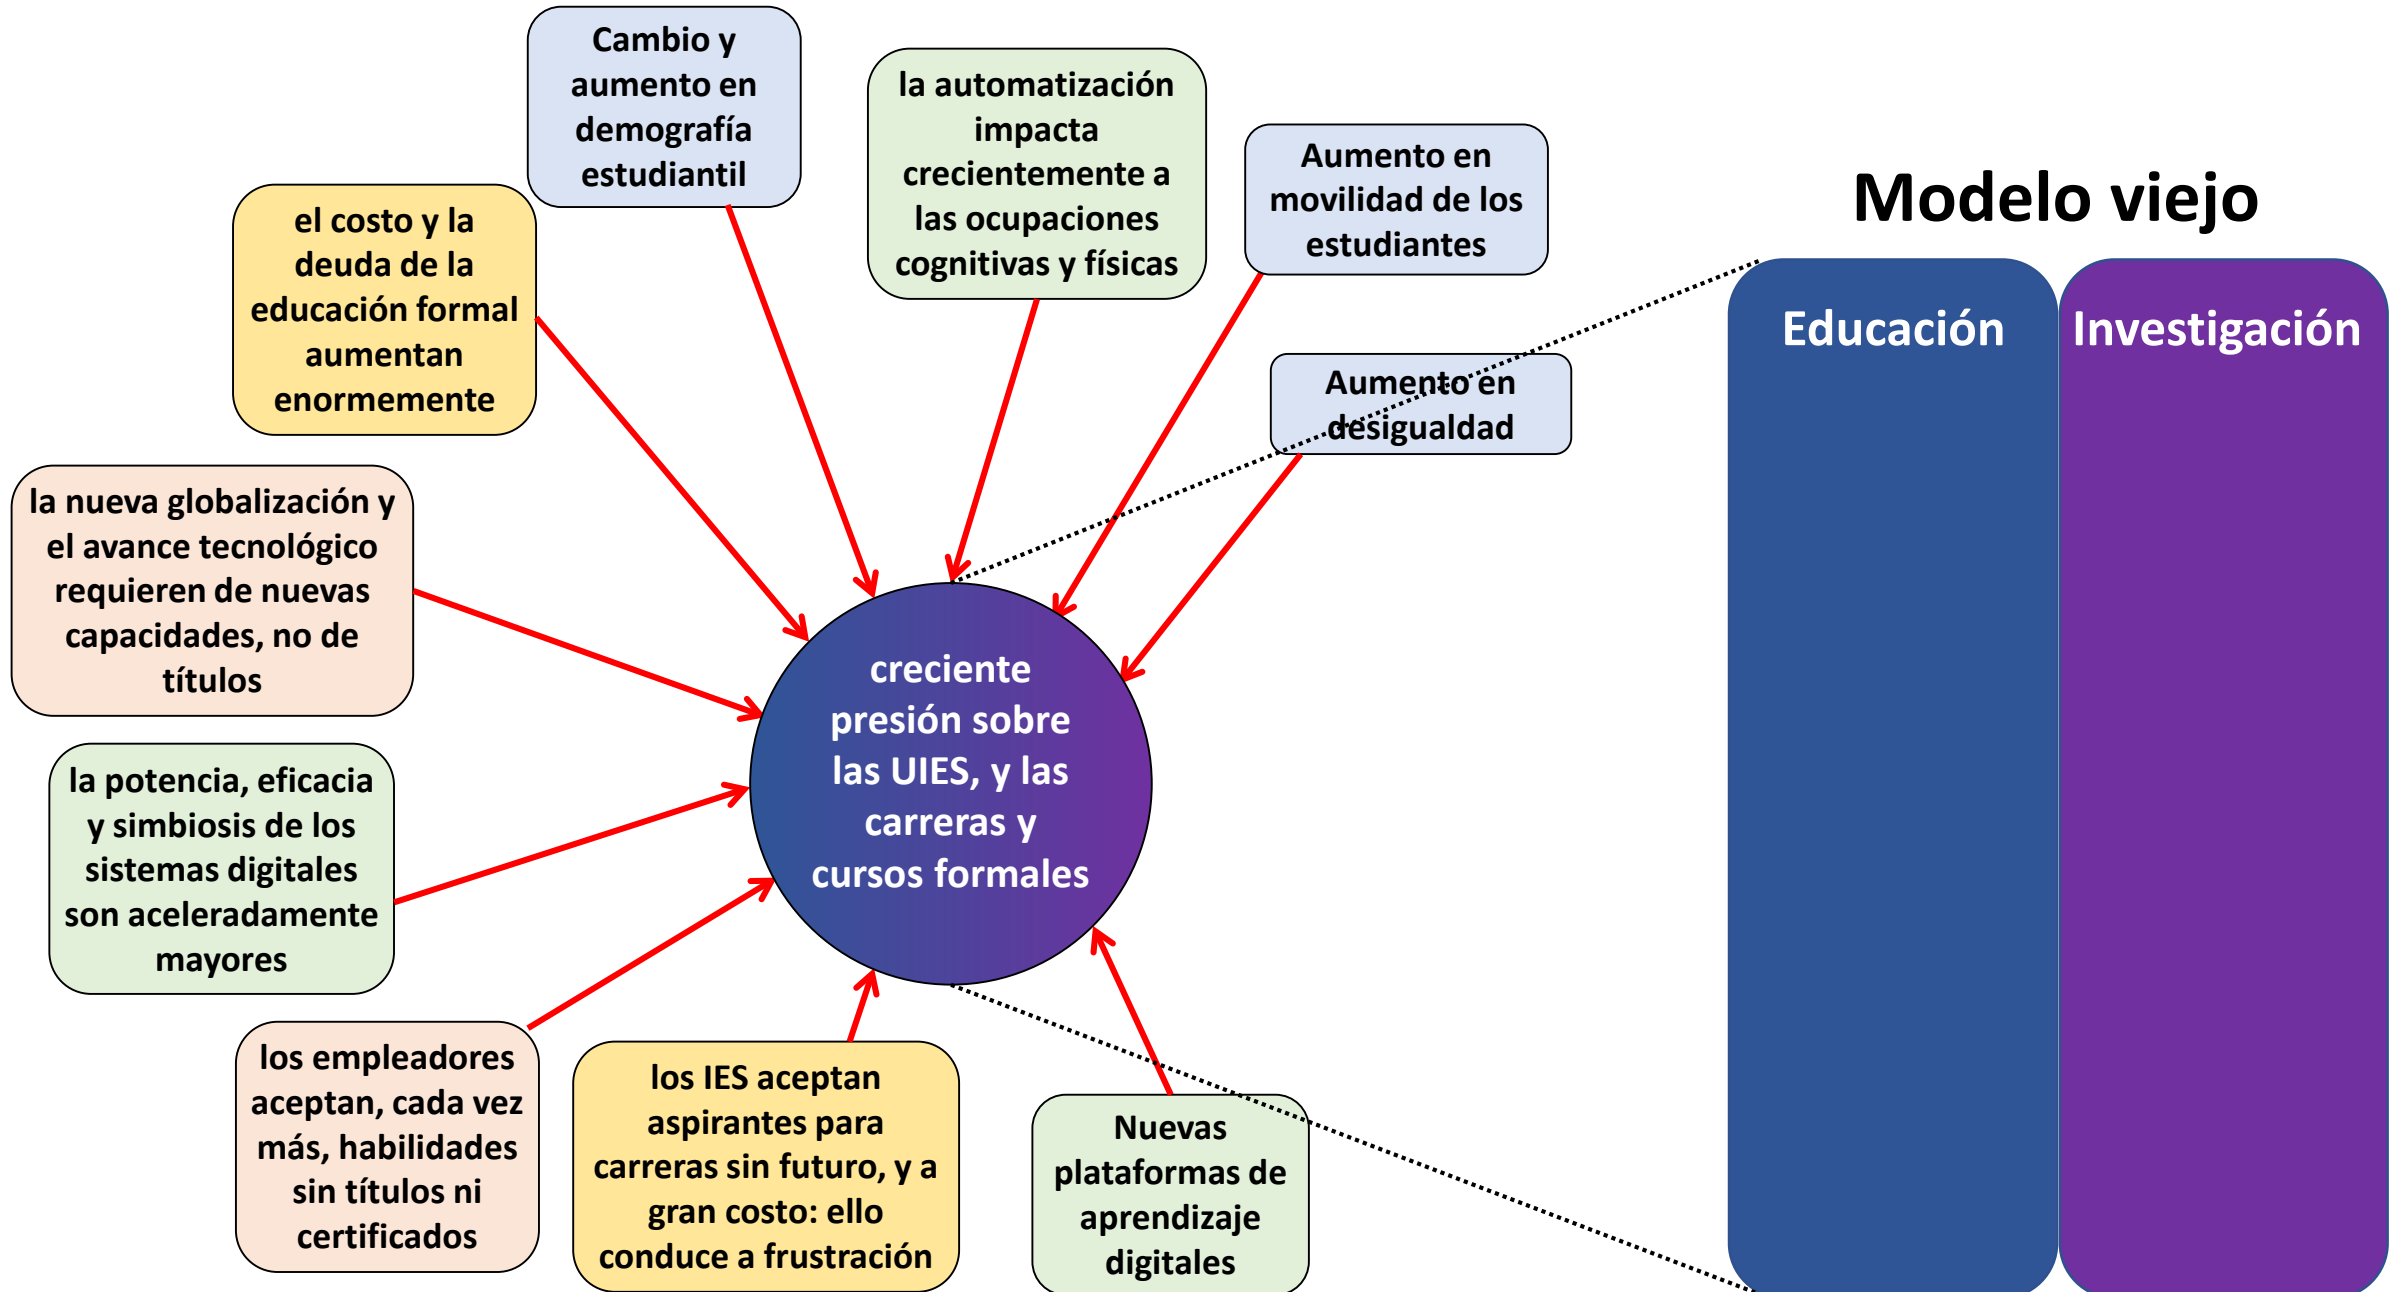 Cambio y
aumento en
demografía
estudiantil
la automatización
impacta
crecientemente a
las ocupaciones
cognitivas y físicas
Aumento en
movilidad de los
estudiantes
Aumento en
desigualdad
el costo y la
deuda de la
educación formal
aumentan
enormemente
la nueva globalización y
el avance tecnológico
requieren de nuevas
capacidades, no de
títulos
la potencia, eficacia
y simbiosis de los
sistemas digitales
son aceleradamente
mayores
los empleadores
aceptan, cada vez
más, habilidades
sin títulos ni
certificados
los IES aceptan
aspirantes para
carreras sin futuro, y a
gran costo: ello
conduce a frustración
Nuevas
plataformas de
aprendizaje
digitales
creciente
presión sobre
las UIES, y las
carreras y
cursos formales
Modelo viejo
Educación
Investigación